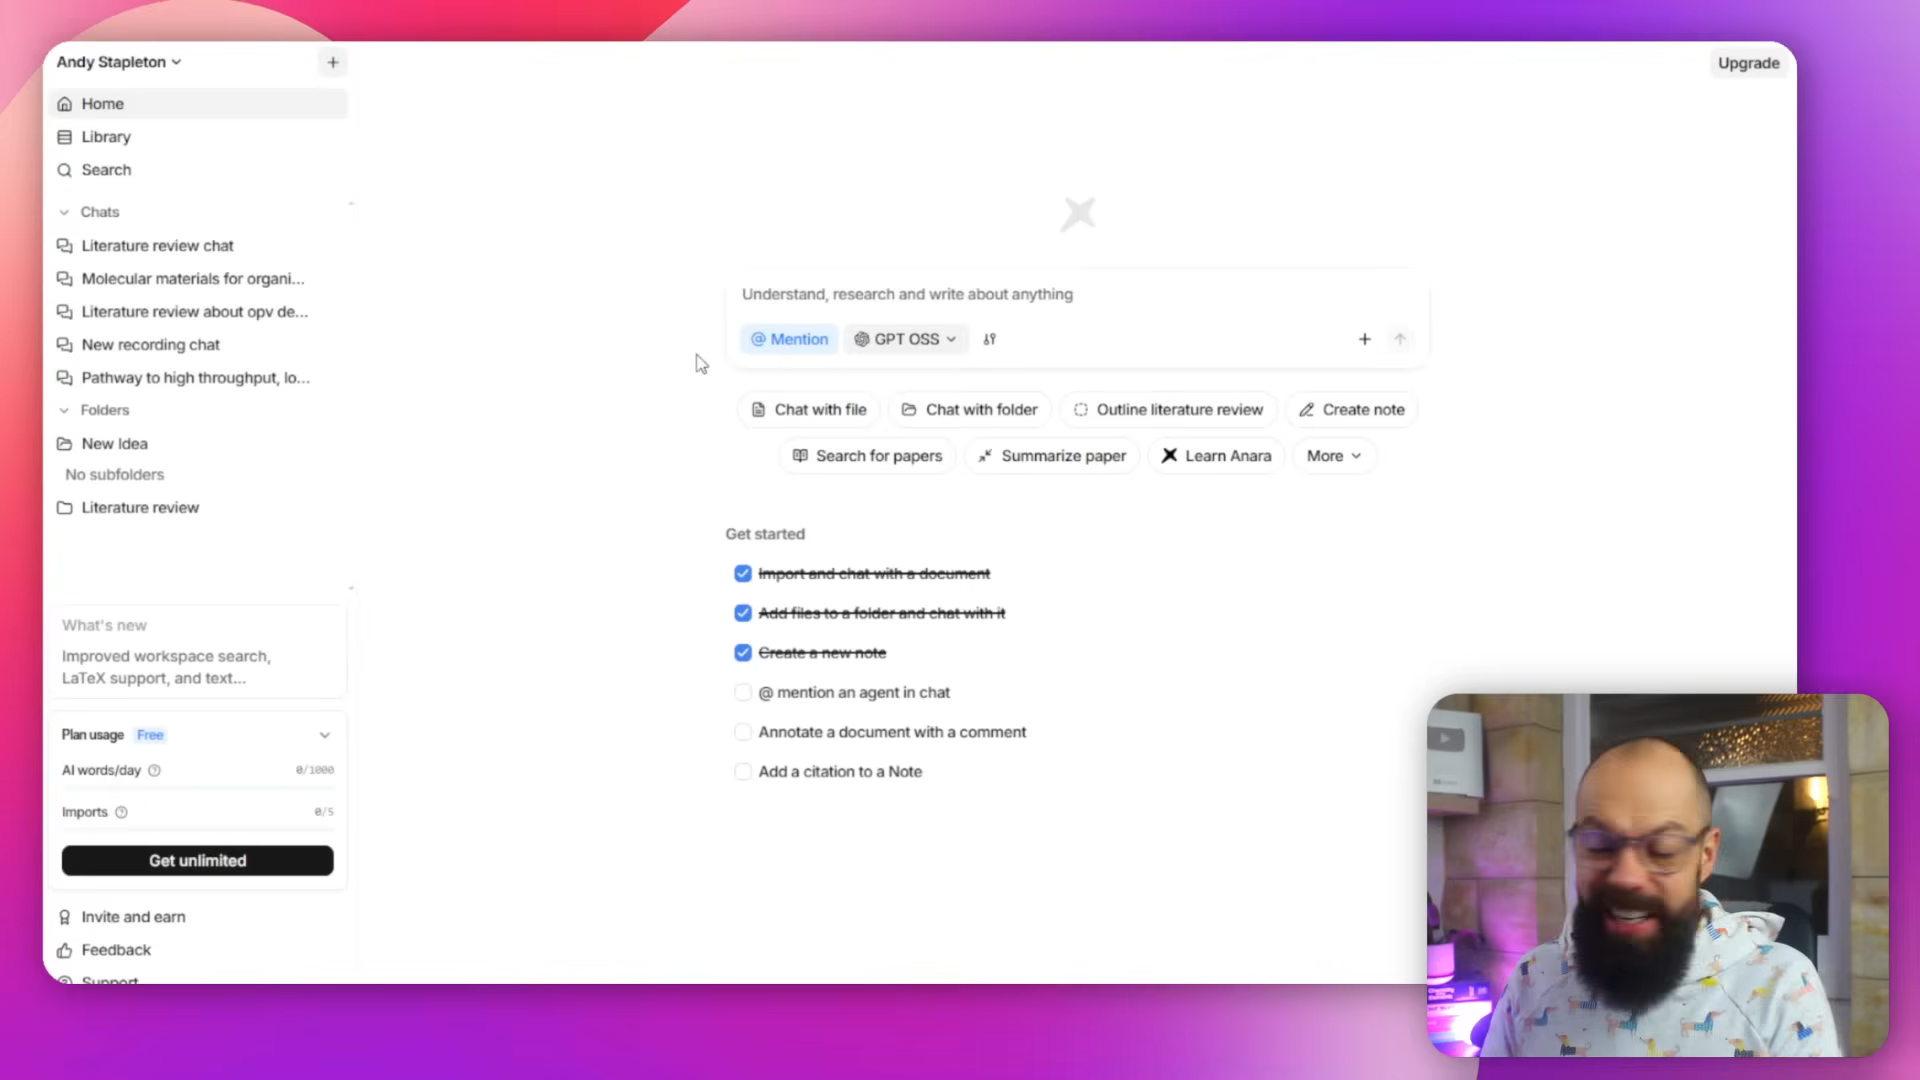 Andy Stapleton
Upgrade
Home
Library
Search
Chats
Literature review chat
Molecular materials for organi...
Literature review about opv de...
New recording chat
Pathway to high throughput, lo...
Folders
New Idea
No subfolders
Literature review
What's new
Improved workspace search,
LaTeX support, and text...
Plan usage Free
AI words/day 0/1000
Imports 0/5
Get unlimited
Invite and earn
Feedback
Support
Understand, research and write about anything
@ Mention GPT OSS
Chat with file Chat with folder Outline literature review Create note
Search for papers Summarize paper Learn Anara More
Get started
Import and chat with a document
Add files to a folder and chat with it
Create a new note
@ mention an agent in chat
Annotate a document with a comment
Add a citation to a Note